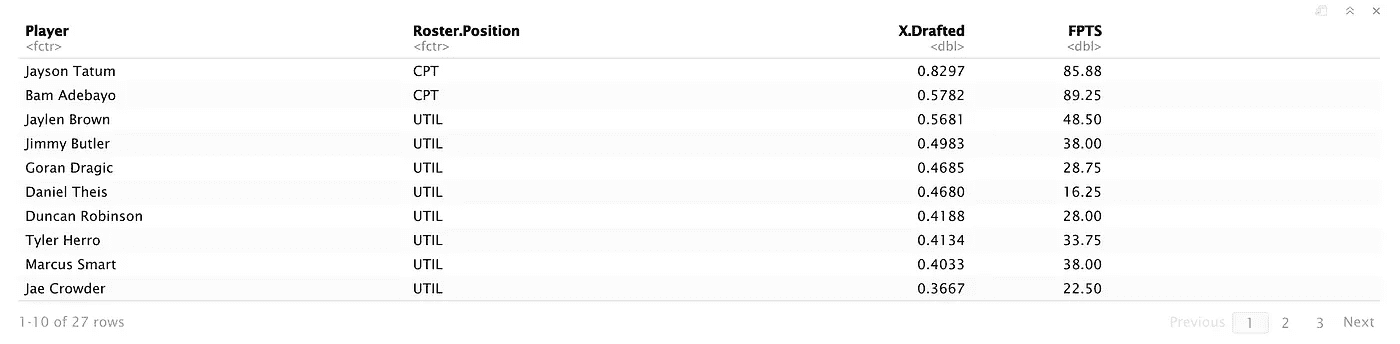 Player Roster.Position X.Drafted FPTS
<fctr> <fctr> <dbl> <dbl>
Jayson Tatum CPT 0.8297 85.88
Bam Adebayo CPT 0.5782 89.25
Jaylen Brown UTIL 0.5681 48.50
Jimmy Butler UTIL 0.4983 38.00
Goran Dragic UTIL 0.4685 28.75
Daniel Theis UTIL 0.4680 16.25
Duncan Robinson UTIL 0.4188 28.00
Tyler Herro UTIL 0.4134 33.75
Marcus Smart UTIL 0.4033 38.00
Jae Crowder UTIL 0.3667 22.50
1-10 of 27 rows Previous 1 2 3 Next